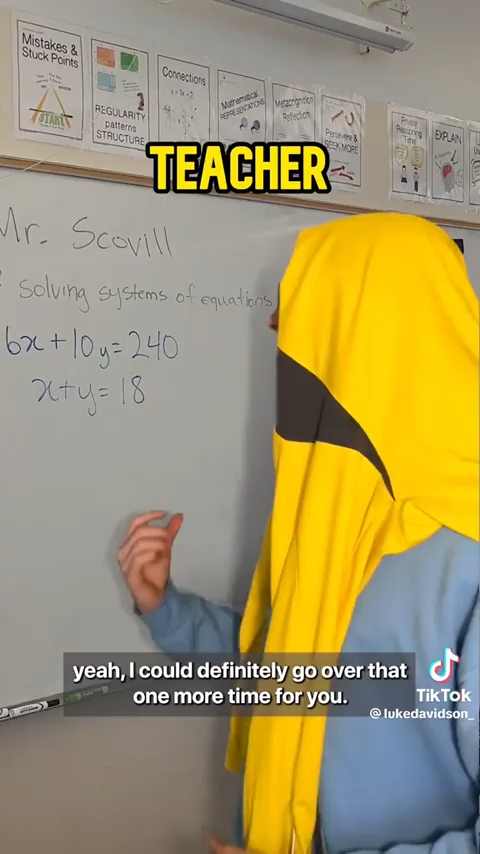 Mistakes &
Stuck Points
START
REGULARITY
patterns
STRUCTURE
Connections
Mathematical
REPRESENTATIONS
Metacognition
Reflection
Persevere &
SEEK MORE
Private
Reasoning
Time
EXPLAIN
TEACHER
Mr. Scovill
solving systems of equations
6x+10y=240
x+y=18
yeah, I could definitely go over that
one more time for you.
TikTok
@lukedavidson_